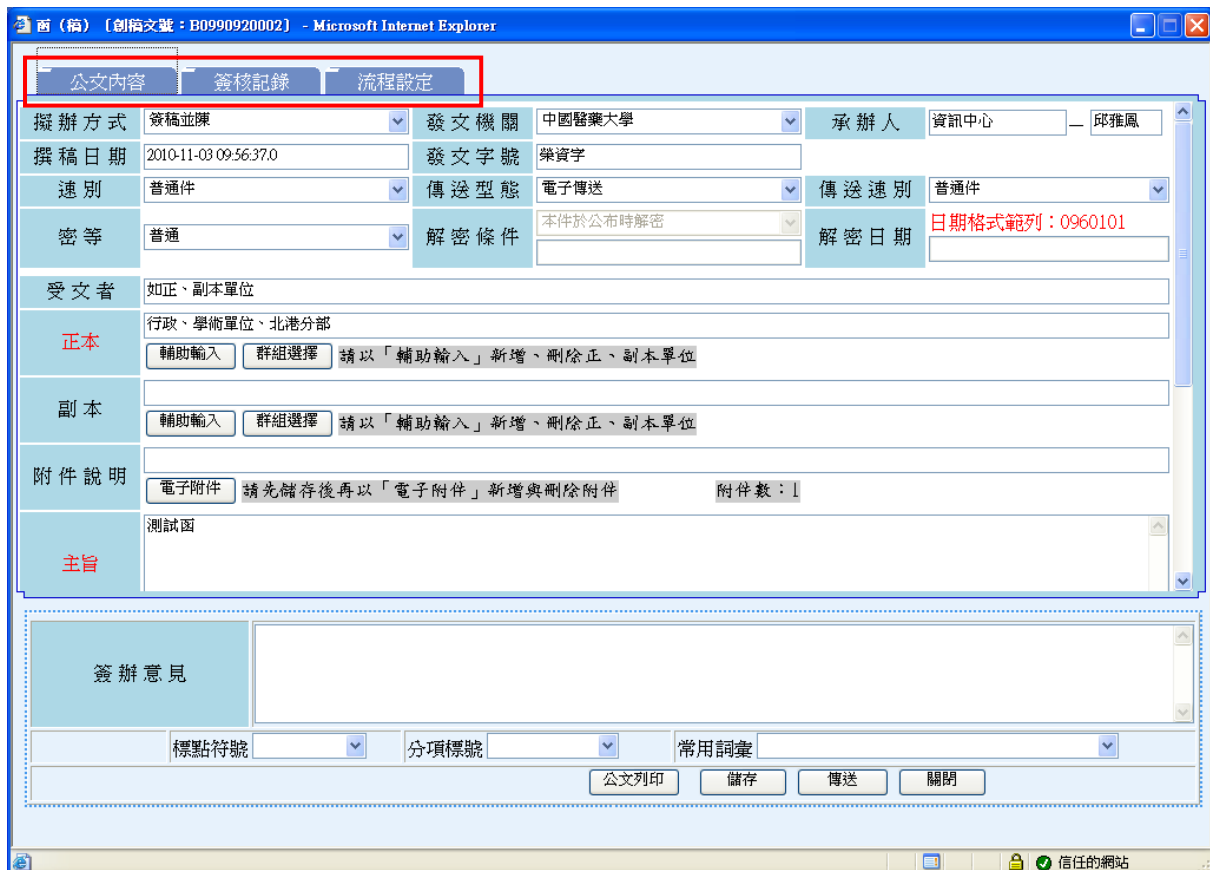 函（稿）〔創稿文號：B0990920002〕 - Microsoft Internet Explorer
公文內容 簽核記錄 流程設定
擬辦方式 簽稿並陳 發文機關 中國醫藥大學 承辦人 資訊中心 — 邱雅鳳
撰稿日期 2010-11-03 09:56:37.0 發文字號 榮資字
速別 普通件 傳送型態 電子傳送 傳送速別 普通件
密等 普通 解密條件 本件於公布時解密 解密日期 日期格式範列：0960101
受文者 如正、副本單位
正本 行政、學術單位、北港分部
輔助輸入 群組選擇 請以「輔助輸入」新增、刪除正、副本單位
副本
輔助輸入 群組選擇 請以「輔助輸入」新增、刪除正、副本單位
附件說明
電子附件 請先儲存後再以「電子附件」新增與刪除附件 附件數：1
主旨 測試函
簽辦意見
標點符號 分項標號 常用詞彙
公文列印 儲存 傳送 關閉
信任的網站